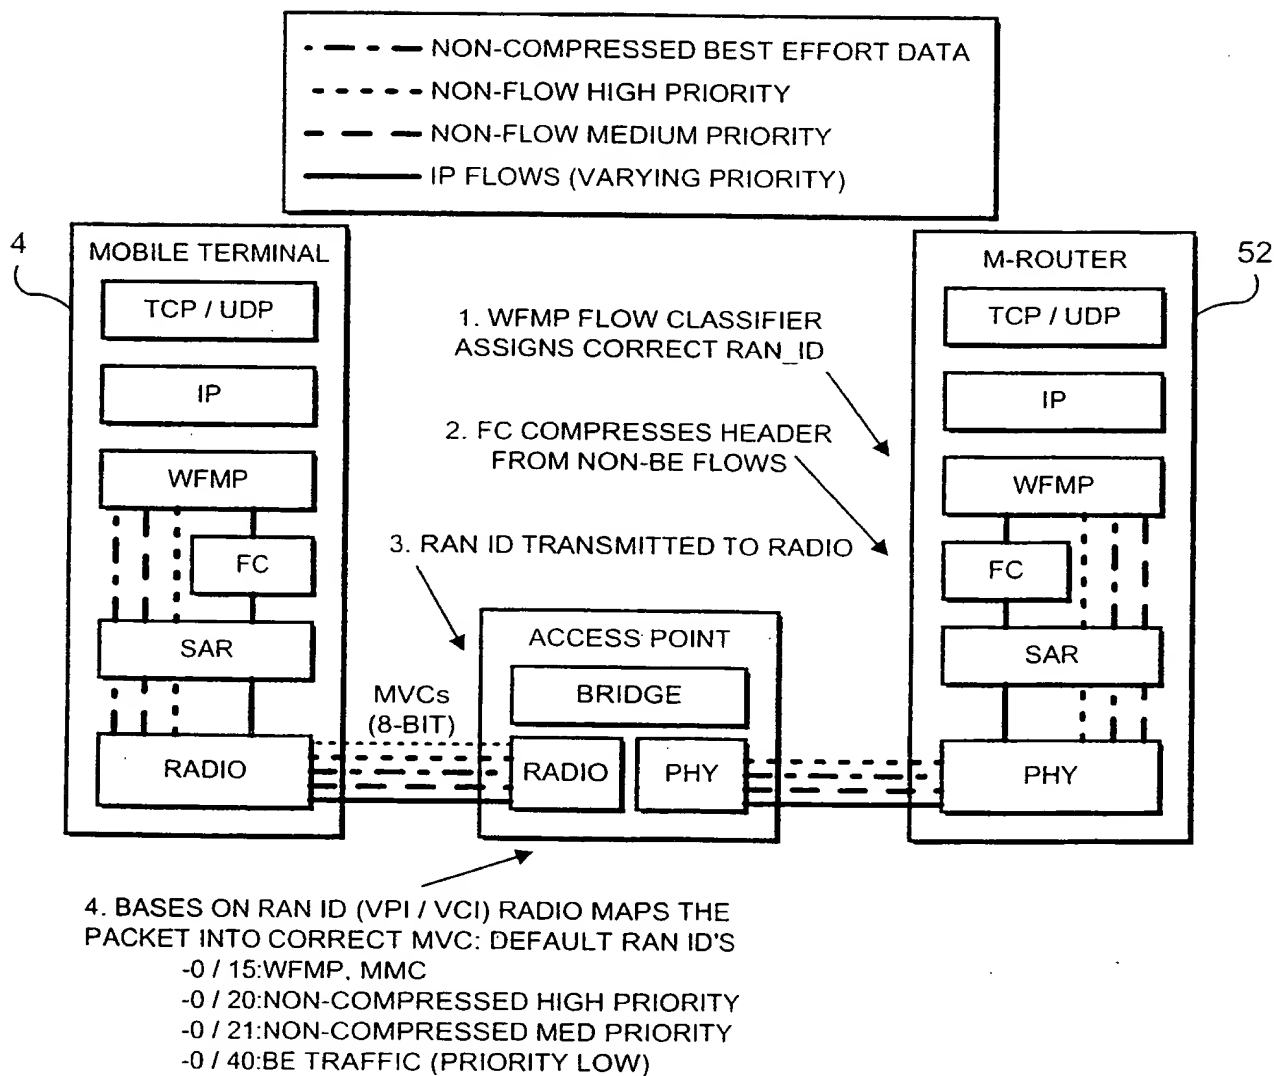 NON-COMPRESSED BEST EFFORT DATA
NON-FLOW HIGH PRIORITY
NON-FLOW MEDIUM PRIORITY
IP FLOWS (VARYING PRIORITY)
4
MOBILE TERMINAL
TCP / UDP
IP
WFMP
FC
SAR
RADIO
1. WFMP FLOW CLASSIFIER
ASSIGNS CORRECT RAN_ID
2. FC COMPRESSES HEADER
FROM NON-BE FLOWS
3. RAN ID TRANSMITTED TO RADIO
MVCs
(8-BIT)
ACCESS POINT
BRIDGE
RADIO
PHY
52
M-ROUTER
TCP / UDP
IP
WFMP
FC
SAR
PHY
4. BASES ON RAN ID (VPI / VCI) RADIO MAPS THE
PACKET INTO CORRECT MVC: DEFAULT RAN ID'S
-0 / 15:WFMP, MMC
-0 / 20:NON-COMPRESSED HIGH PRIORITY
-0 / 21:NON-COMPRESSED MED PRIORITY
-0 / 40:BE TRAFFIC (PRIORITY LOW)